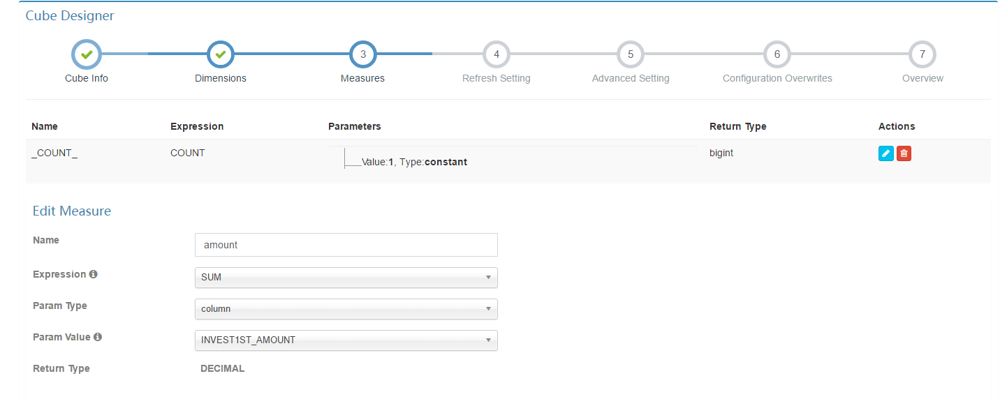 Cube Designer
3 4 5 6 7
Cube Info Dimensions Measures Refresh Setting Advanced Setting Configuration Overwrites Overview
Name Expression Parameters Return Type Actions
_COUNT_ COUNT Value:1, Type:constant bigint
Edit Measure
Name amount
Expression SUM
Param Type column
Param Value INVEST1ST_AMOUNT
Return Type DECIMAL